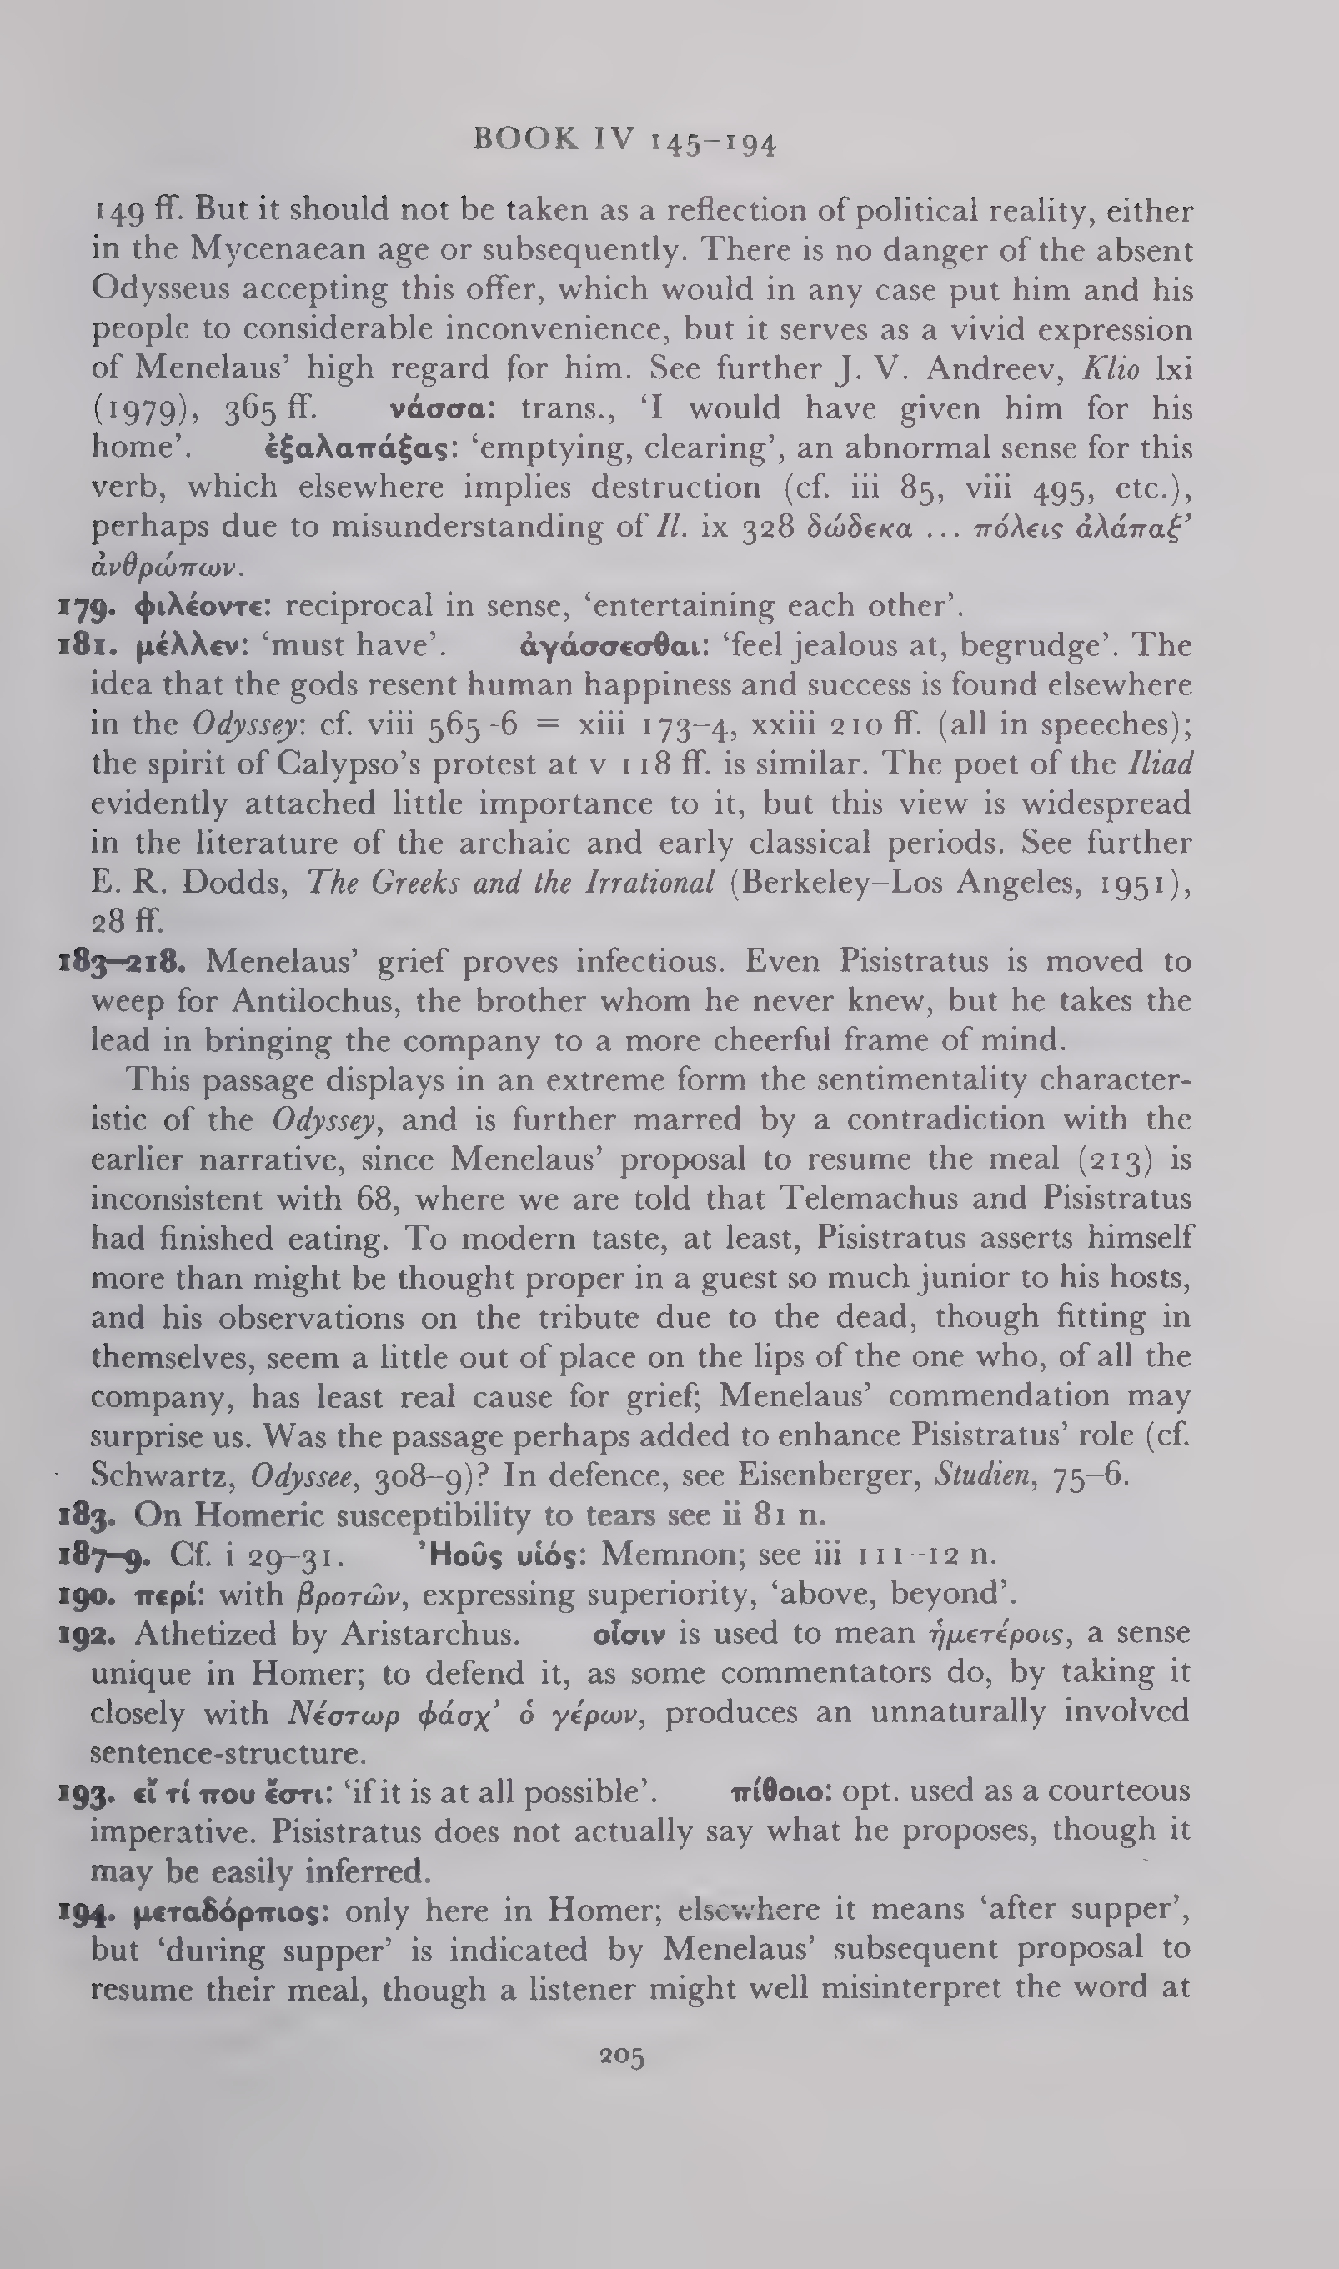 BOOK IV 145–194
149 ff. But it should not be taken as a reflection of political reality, either
in the Mycenaean age or subsequently. There is no danger of the absent
Odysseus accepting this offer, which would in any case put him and his
people to considerable inconvenience, but it serves as a vivid expression
of Menelaus’ high regard for him. See further J. V. Andreev, Klio lxi
(1979), 365 ff. νάσσα: trans., ‘I would have given him for his
home’. ἐξαλαπάξας: ‘emptying, clearing’, an abnormal sense for this
verb, which elsewhere implies destruction (cf. iii 85, viii 495, etc.),
perhaps due to misunderstanding of Il. ix 328 δώδεκα ... πόλεις ἀλάπαξ’
ἀνθρώπων.
179. φιλέοντε: reciprocal in sense, ‘entertaining each other’.
181. μέλλεν: ‘must have’. ἀγάσσεσθαι: ‘feel jealous at, begrudge’. The
idea that the gods resent human happiness and success is found elsewhere
in the Odyssey: cf. viii 565–6 = xiii 173–4, xxiii 210 ff. (all in speeches);
the spirit of Calypso’s protest at v 118 ff. is similar. The poet of the Iliad
evidently attached little importance to it, but this view is widespread
in the literature of the archaic and early classical periods. See further
E. R. Dodds, The Greeks and the Irrational (Berkeley–Los Angeles, 1951),
28 ff.
183–218. Menelaus’ grief proves infectious. Even Pisistratus is moved to
weep for Antilochus, the brother whom he never knew, but he takes the
lead in bringing the company to a more cheerful frame of mind.
This passage displays in an extreme form the sentimentality character-
istic of the Odyssey, and is further marred by a contradiction with the
earlier narrative, since Menelaus’ proposal to resume the meal (213) is
inconsistent with 68, where we are told that Telemachus and Pisistratus
had finished eating. To modern taste, at least, Pisistratus asserts himself
more than might be thought proper in a guest so much junior to his hosts,
and his observations on the tribute due to the dead, though fitting in
themselves, seem a little out of place on the lips of the one who, of all the
company, has least real cause for grief; Menelaus’ commendation may
surprise us. Was the passage perhaps added to enhance Pisistratus’ role (cf.
Schwartz, Odyssee, 308–9)? In defence, see Eisenberger, Studien, 75–6.
183. On Homeric susceptibility to tears see ii 81 n.
187–9. Cf. i 29–31. Ἠοῦς υἱός: Memnon; see iii 111–12 n.
190. περί: with βροτῶν, expressing superiority, ‘above, beyond’.
192. Athetized by Aristarchus. οἷσιν is used to mean ἡμετέροις, a sense
unique in Homer; to defend it, as some commentators do, by taking it
closely with Νέστωρ φάσχ’ ὁ γέρων, produces an unnaturally involved
sentence-structure.
193. εἴ τί που ἔστι: ‘if it is at all possible’. πίθοιο: opt. used as a courteous
imperative. Pisistratus does not actually say what he proposes, though it
may be easily inferred.
194. μεταδόρπιος: only here in Homer; elsewhere it means ‘after supper’,
but ‘during supper’ is indicated by Menelaus’ subsequent proposal to
resume their meal, though a listener might well misinterpret the word at
205